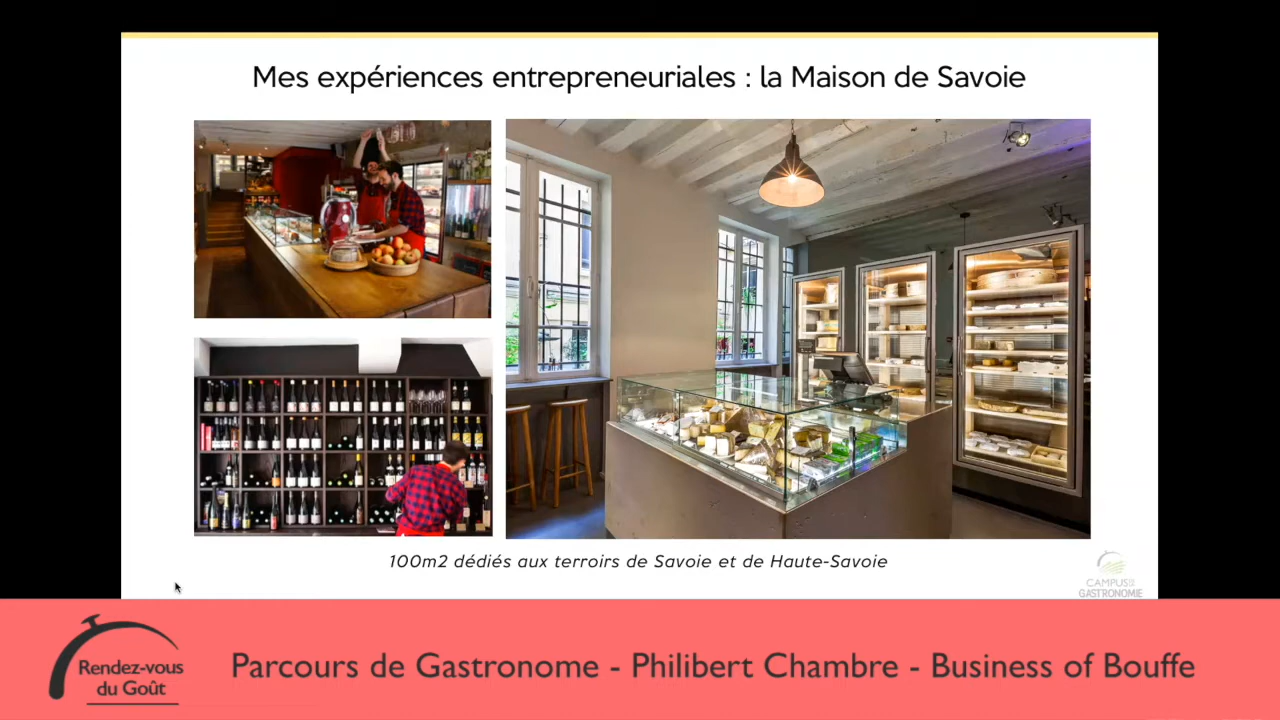 Mes expériences entrepreneuriales : la Maison de Savoie
100m2 dédiés aux terroirs de Savoie et de Haute-Savoie
CAMPUS DE LA
GASTRONOMIE
Rendez-vous
du Goût
Parcours de Gastronome - Philibert Chambre - Business of Bouffe